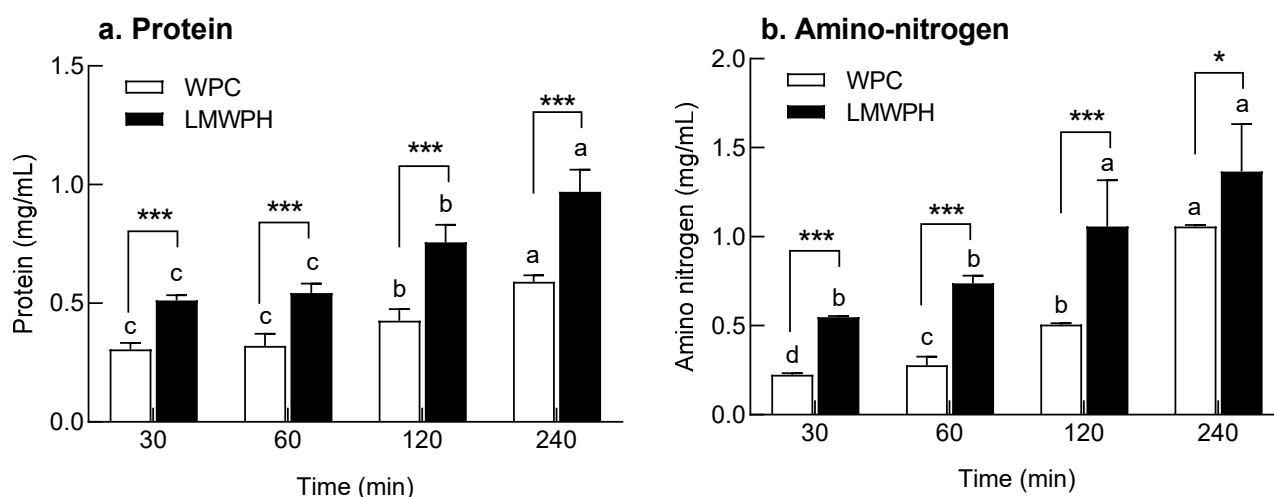 a. Protein
Protein (mg/mL)
1.5
1.0
0.5
0.0
WPC
LMWPH
***
***
***
***
c
c
c
c
b
b
a
a
30
60
120
240
Time (min)
b. Amino-nitrogen
Amino nitrogen (mg/mL)
2.0
1.5
1.0
0.5
0.0
WPC
LMWPH
***
***
***
*
d
b
c
b
b
a
a
a
30
60
120
240
Time (min)